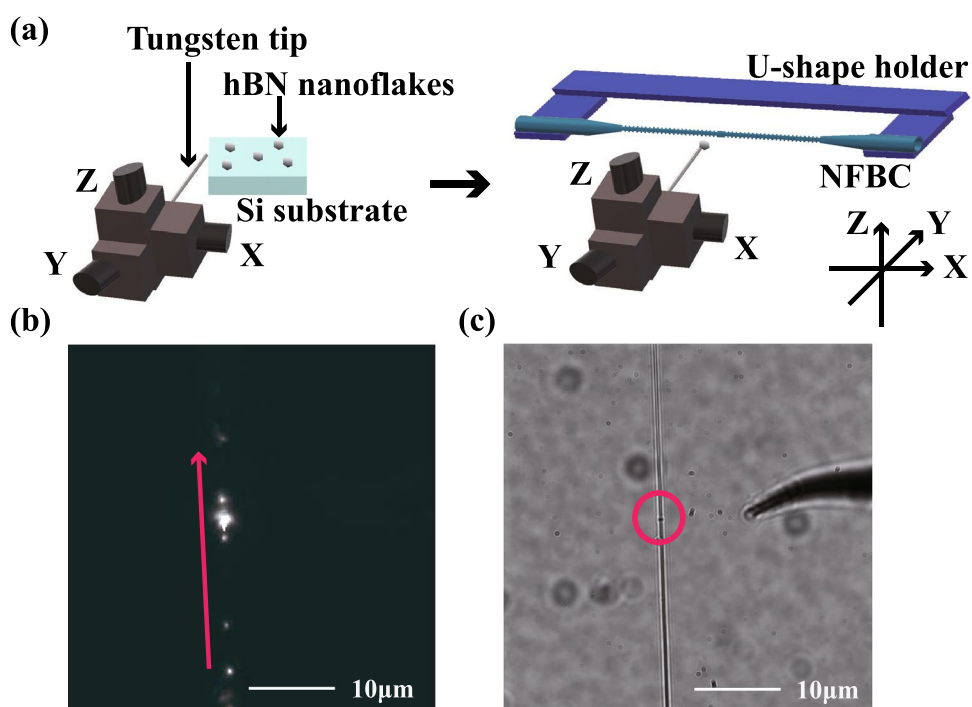 (a)
Tungsten tip
hBN nanoflakes
Z
Si substrate
Y
X
U-shape holder
NFBC
Z
Y
X
Z
Y
X
(b)
10μm
(c)
10μm